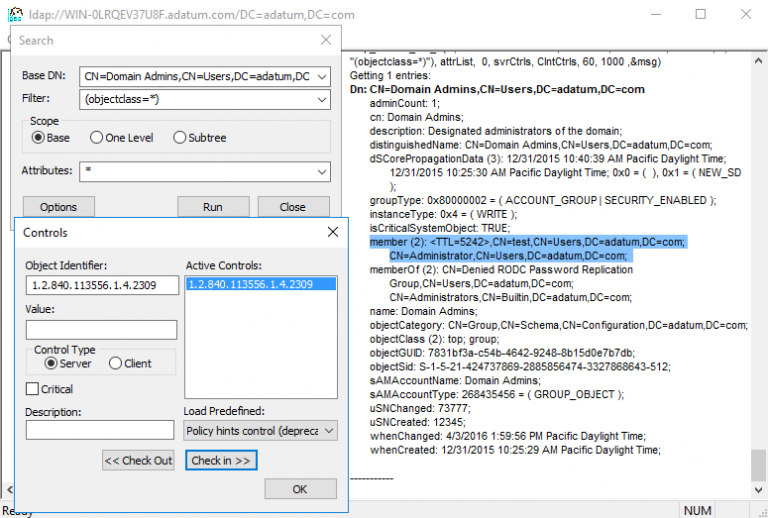 ldap://WIN-0LRQEV37U8F.adatum.com/DC=adatum,DC=com
Search
Base DN:
CN=Domain Admins,CN=Users,DC=adatum,DC
Filter:
(objectclass=*)
Scope
Base
One Level
Subtree
Attributes:
*
Options
Run
Close
Controls
Object Identifier:
1.2.840.113556.1.4.2309
Active Controls:
1.2.840.113556.1.4.2309
Value:
Control Type
Server
Client
Critical
Description:
Load Predefined:
Policy hints control (depreca
<< Check Out
Check in >>
OK
"(objectclass=*)"), attrList, 0, svrCtrls, ClntCtrls, 60, 1000 ,&msg)
Getting 1 entries:
Dn: CN=Domain Admins,CN=Users,DC=adatum,DC=com
adminCount: 1;
cn: Domain Admins;
description: Designated administrators of the domain;
distinguishedName: CN=Domain Admins,CN=Users,DC=adatum,DC=com;
dSCorePropagationData (3): 12/31/2015 10:40:39 AM Pacific Daylight Time;
12/31/2015 10:25:30 AM Pacific Daylight Time; 0x0 = ( ), 0x1 = ( NEW_SD
);
groupType: 0x80000002 = ( ACCOUNT_GROUP | SECURITY_ENABLED );
instanceType: 0x4 = ( WRITE );
isCriticalSystemObject: TRUE;
member (2): <TTL=5242>,CN=test,CN=Users,DC=adatum,DC=com;
CN=Administrator,CN=Users,DC=adatum,DC=com;
memberOf (2): CN=Denied RODC Password Replication
Group,CN=Users,DC=adatum,DC=com;
CN=Administrators,CN=Builtin,DC=adatum,DC=com;
name: Domain Admins;
objectCategory: CN=Group,CN=Schema,CN=Configuration,DC=adatum,DC=com;
objectClass (2): top; group;
objectGUID: 7831bf3a-c54b-4642-9248-8b15d0e7b7db;
objectSid: S-1-5-21-424737869-2885856474-3327868643-512;
sAMAccountName: Domain Admins;
sAMAccountType: 268435456 = ( GROUP_OBJECT );
uSNChanged: 73777;
uSNCreated: 12345;
whenChanged: 4/3/2016 1:59:56 PM Pacific Daylight Time;
whenCreated: 12/31/2015 10:25:29 AM Pacific Daylight Time;
-----------
NUM